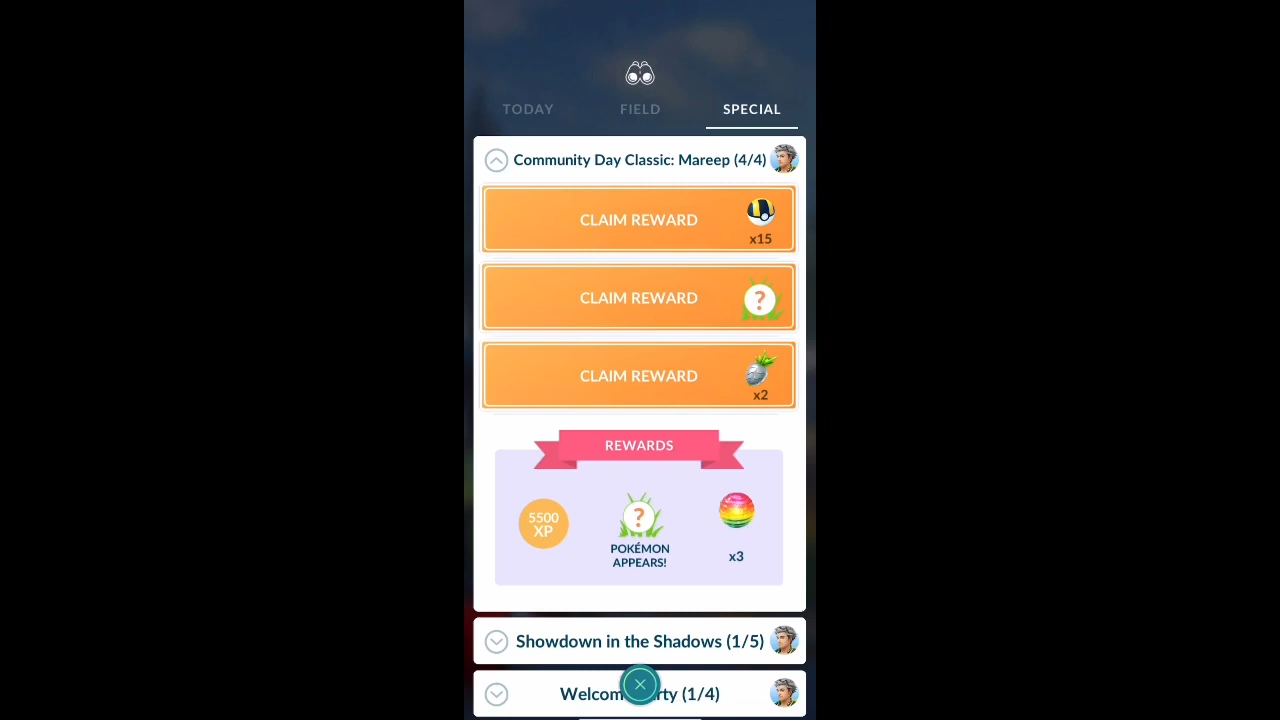 TODAY
FIELD
SPECIAL
Community Day Classic: Mareep (4/4)
CLAIM REWARD
x15
CLAIM REWARD
?
CLAIM REWARD
x2
REWARDS
5500
XP
?
POKÉMON
APPEARS!
x3
Showdown in the Shadows (1/5)
Welcom
rty (1/4)